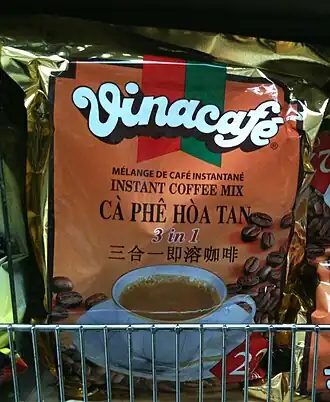 Vinacafé®
MÉLANGE DE CAFÉ INSTANTANÉ
INSTANT COFFEE MIX
CÀ PHÊ HÒA TAN
3 in 1
三合一即溶咖啡
2